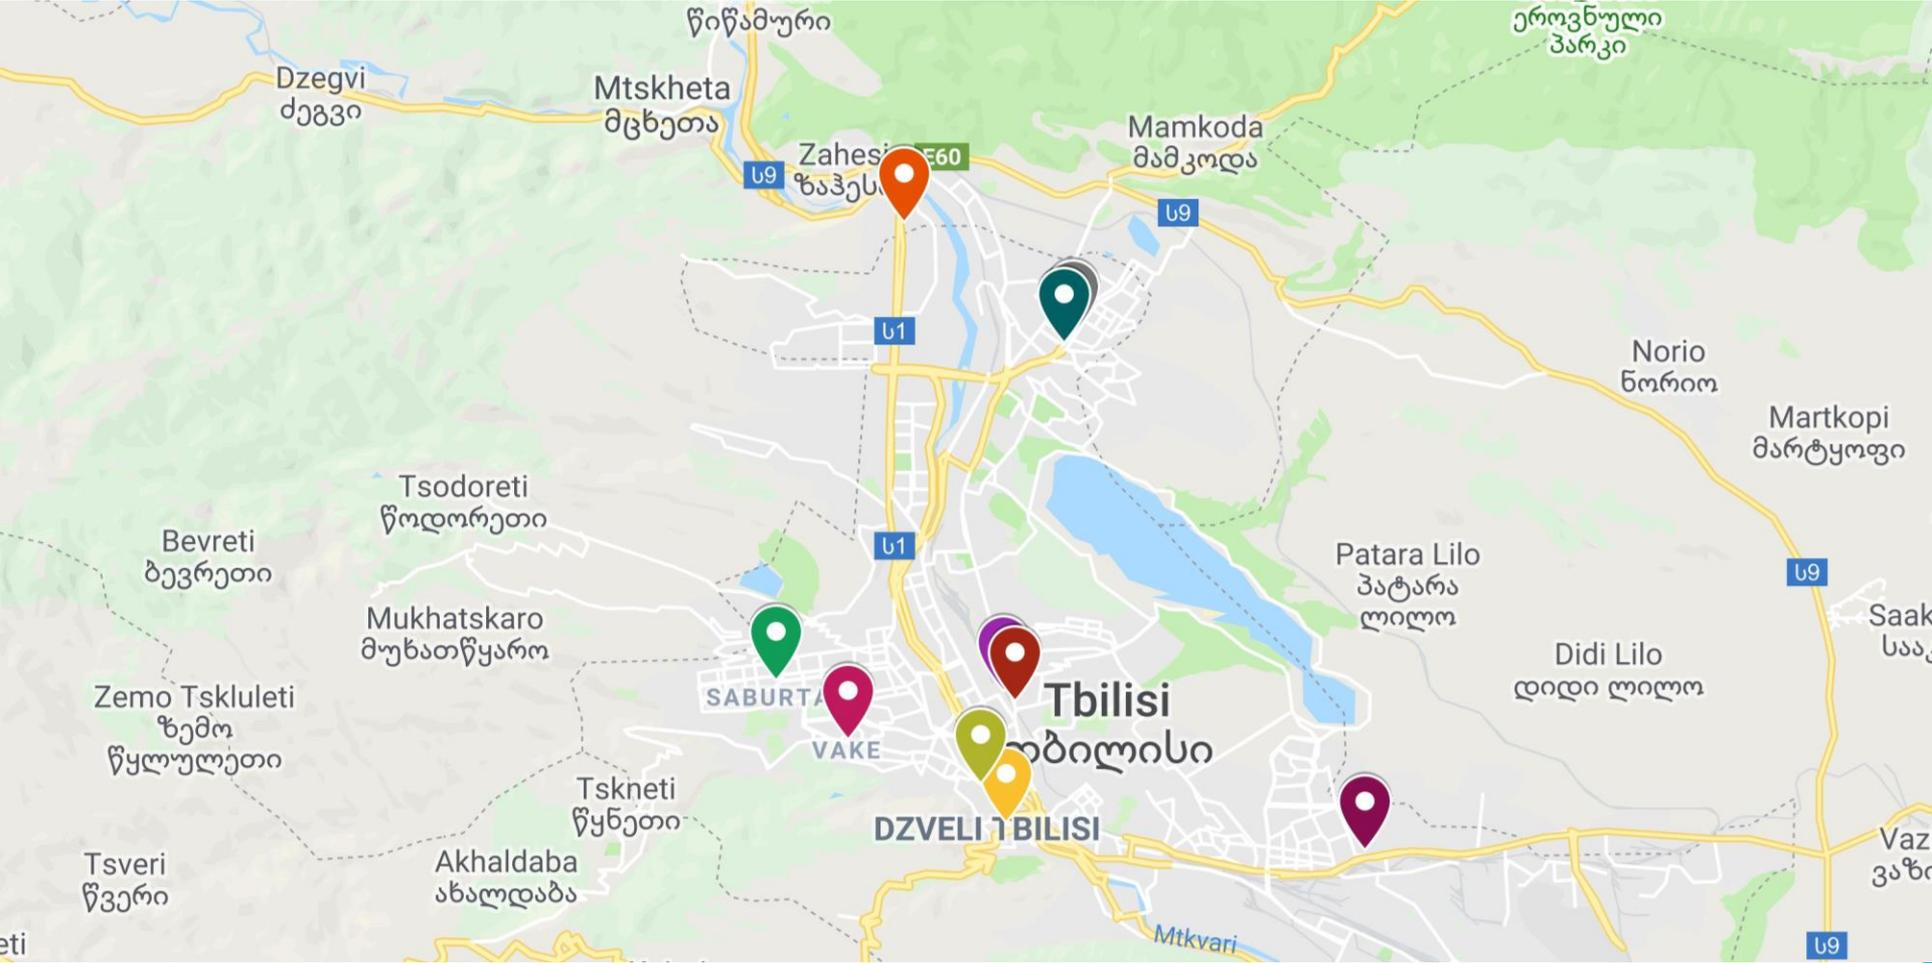 წიწამური
ეროვნული
პარკი
Dzegvi
ძეგვი
Mtskheta
მცხეთა
Mamkoda
მამკოდა
Zahesi
E60
ს9
ს9
ს1
Norio
ნორიო
Martkopi
მარტყოფი
Tsodoreti
წოდორეთი
Bevreti
ბევრეთი
ს1
Patara Lilo
პატარა
ლილო
ს9
Mukhatskaro
მუხათწყარო
Didi Lilo
დიდი ლილო
Zemo Tskluleti
ზემო
წყლულეთი
VAKE
Tbilisi
თბილისი
Tskneti
წყნეთი
DZVELI TBILISI
Tsveri
წვერი
Akhaldaba
ახალდაბა
Mtkvari
ს9